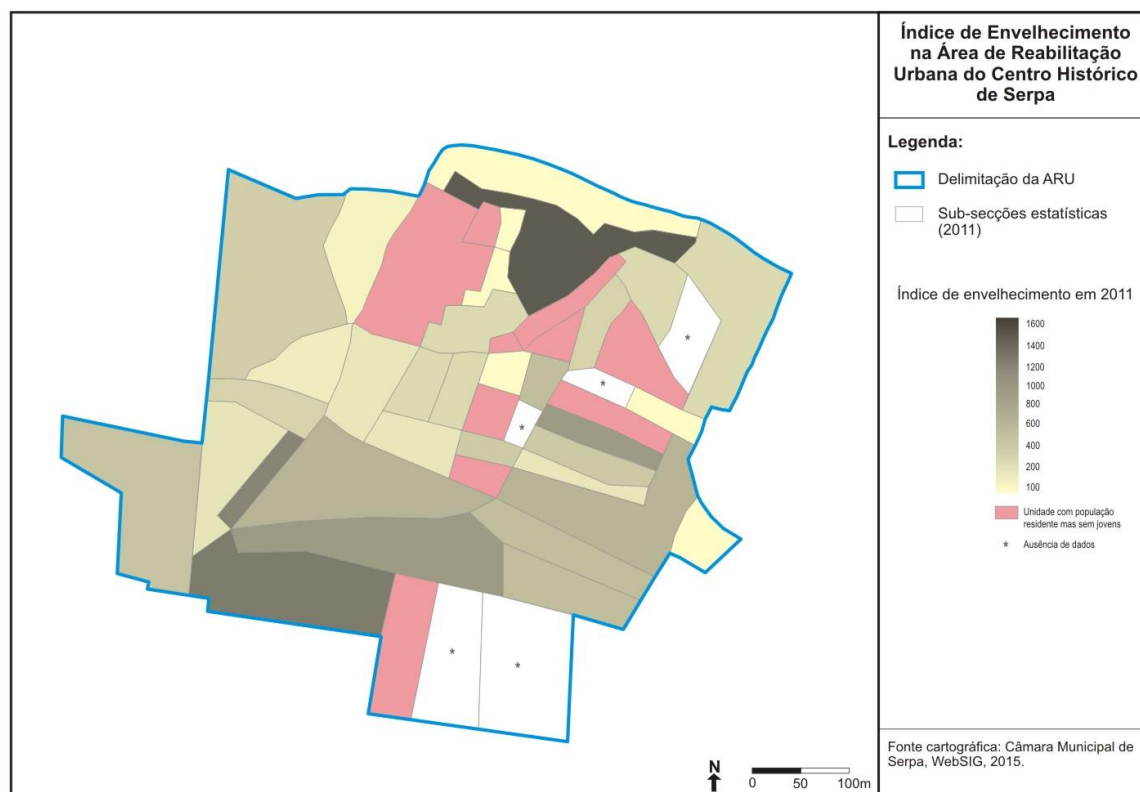 Índice de Envelhecimento
na Área de Reabilitação
Urbana do Centro Histórico
de Serpa
Legenda:
Delimitação da ARU
Sub-secções estatísticas
(2011)
Índice de envelhecimento em 2011
1600
1400
1200
1000
800
600
400
200
100
Unidade com população
residente mas sem jovens
* Ausência de dados
*
*
*
*
*
N
0 50 100m
Fonte cartográfica: Câmara Municipal de
Serpa, WebSIG, 2015.